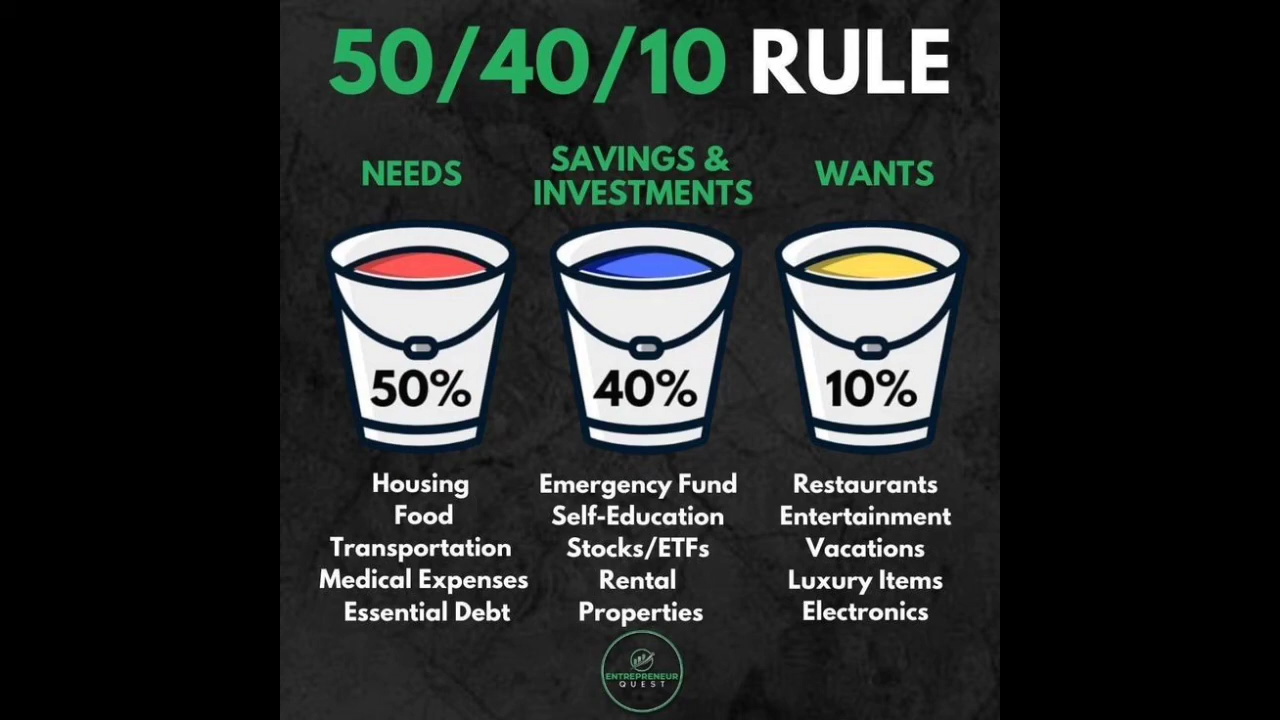 50/40/10 RULE
NEEDS
SAVINGS &
INVESTMENTS
WANTS
50%
40%
10%
Housing
Food
Transportation
Medical Expenses
Essential Debt
Emergency Fund
Self-Education
Stocks/ETFs
Rental
Properties
Restaurants
Entertainment
Vacations
Luxury Items
Electronics
ENTREPRENEUR
QUEST